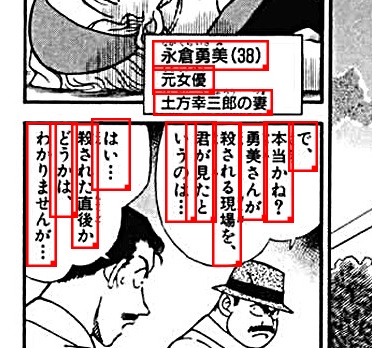 永倉勇美(38)
元女優
土方幸三郎の妻
で、
本当かね?
勇美さんが
殺される現場を、
君が見たと
いうのは…
はい…
殺された直後か
どうかは、
わかりませんが…